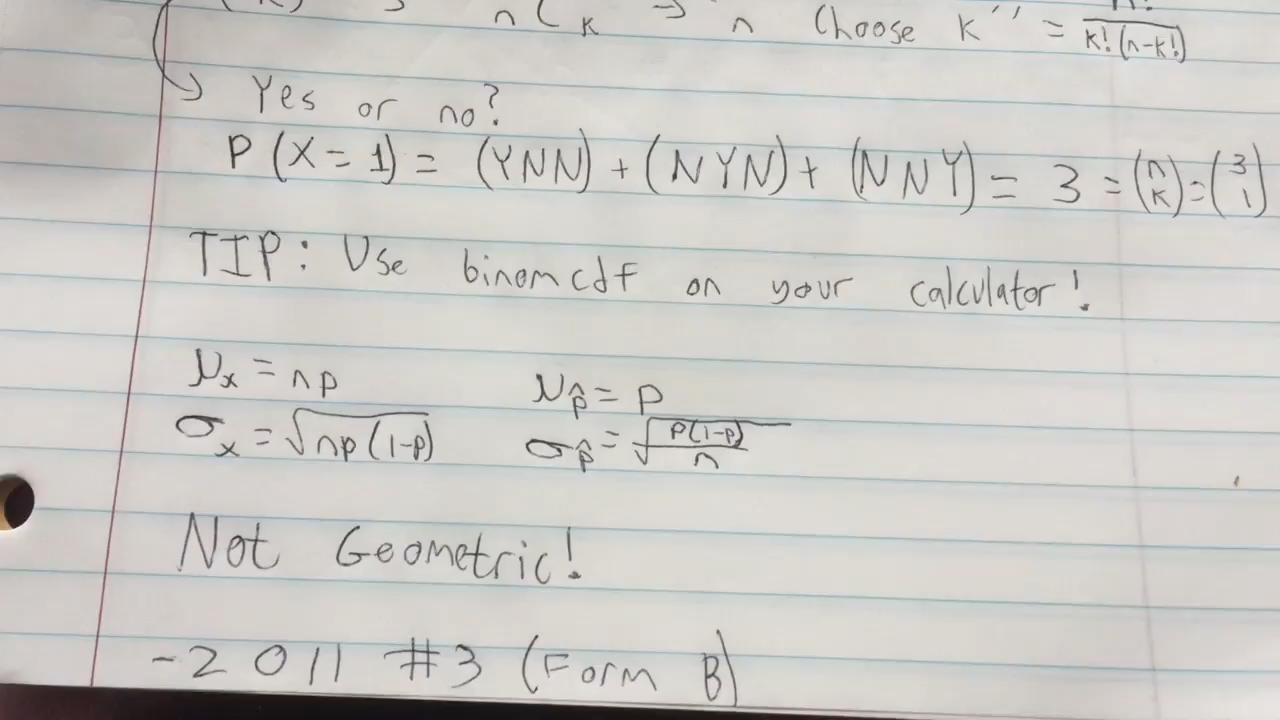 nCk → n Choose k" = n!/k!(n-k!)
Yes or no?
P(X=1) = (YNN) + (NYN) + (NNY) = 3 = (n k) = (3 1)
TIP: Use binomcdf on your calculator!
μx = np μp̂ = p
σx = √np(1-p) σp̂ = √p(1-p)/n
Not Geometric!
-2011 #3 (Form B)